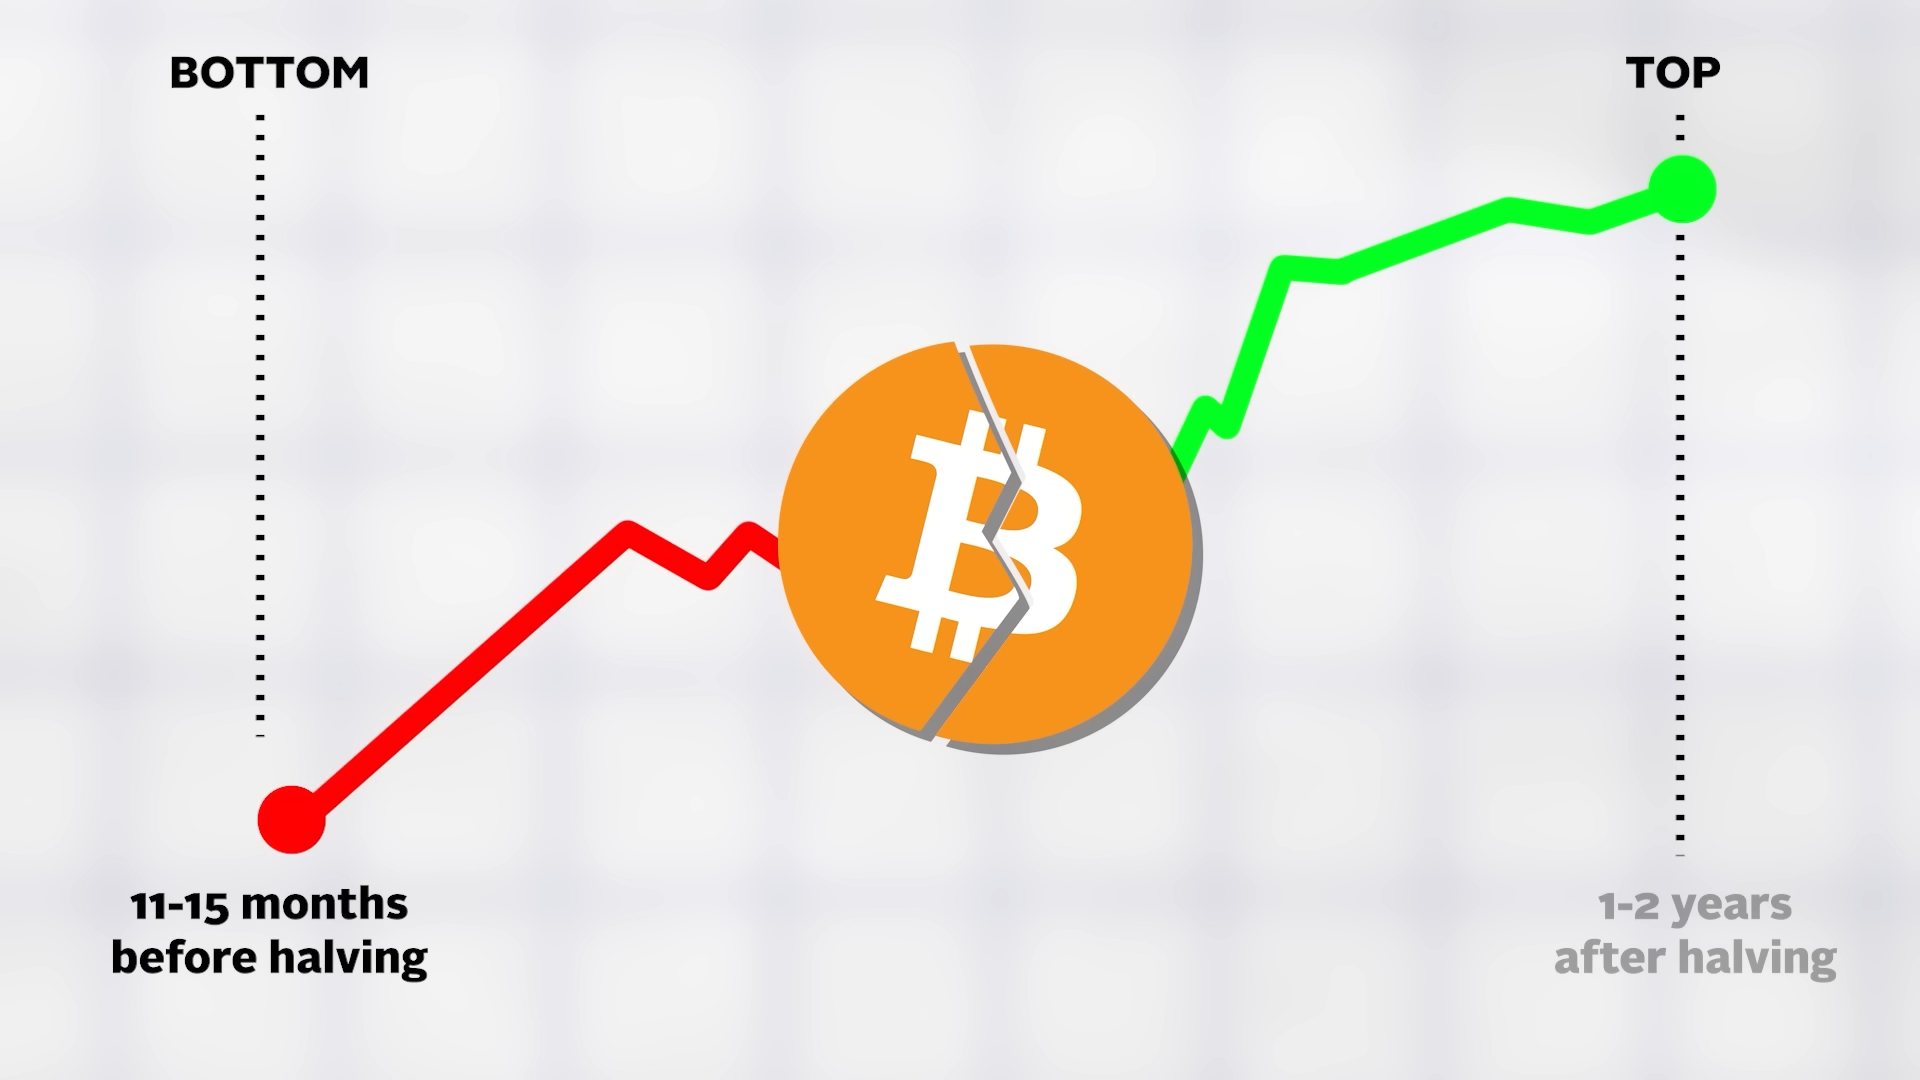 BOTTOM
TOP
11-15 months
before halving
1-2 years
after halving